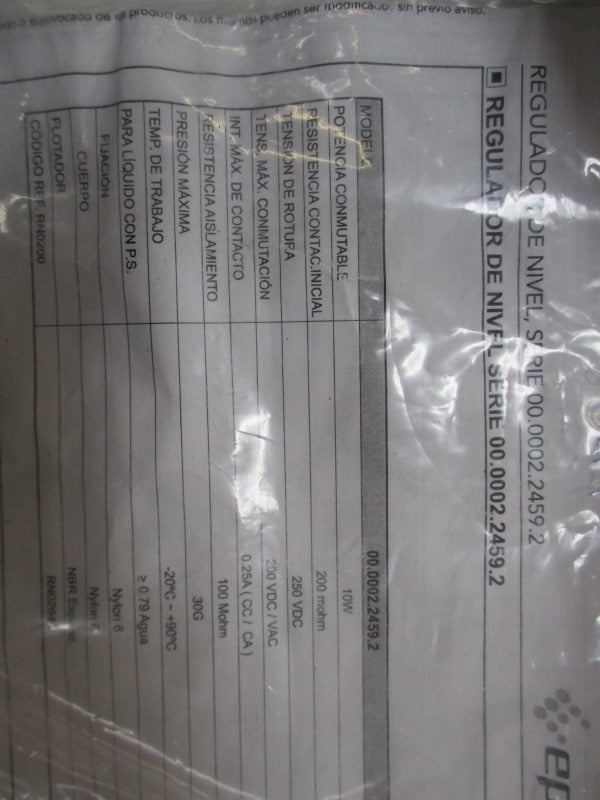 REGULADOR DE NIVEL, SERIE 00.0002.2459.2
REGULADOR DE NIVEL SERIE 00.0002.2459.2
MODELO 00.0002.2459.2
POTENCIA CONMUTABLE 10W
RESISTENCIA CONTAC.INICIAL 200 mohm
TENSIÓN DE ROTURA 250 VDC
TENS. MÁX. CONMUTACIÓN 200 VDC / VAC
INT. MÁX. DE CONTACTO 0.25A ( CC / CA )
RESISTENCIA AISLAMIENTO 100 Mohm
PRESIÓN MÁXIMA 30G
TEMP. DE TRABAJO -20ºC ~ +90ºC
PARA LÍQUIDO CON P.S. ≥ 0.79 Agua
FIJACIÓN Nylon 6
CUERPO Nylon 6
FLOTADOR NBR
CÓDIGO REF. RN0200
equivocado de los productos. Los mismos pueden ser modificados, sin previo aviso.